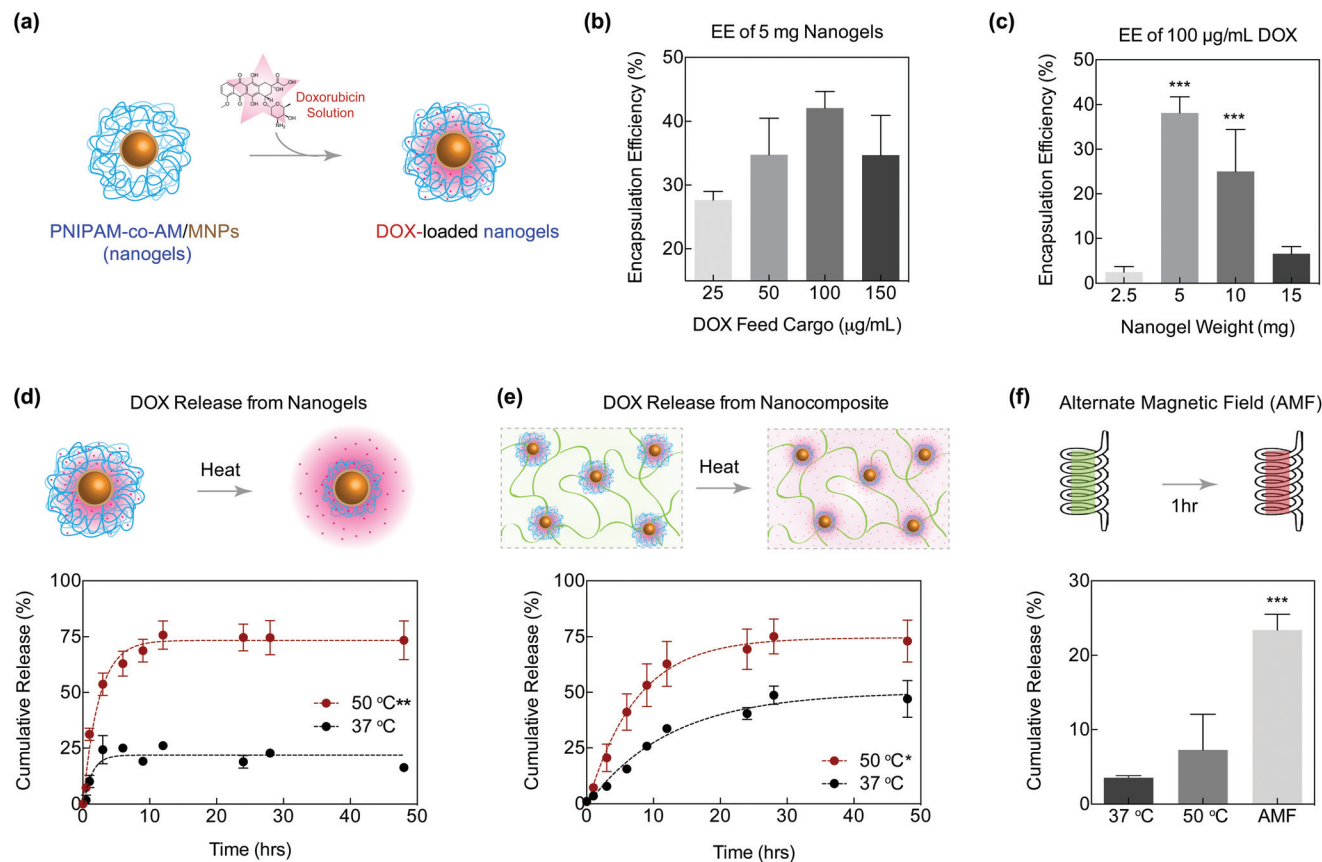 (a)
Doxorubicin
Solution
PNIPAM-co-AM/MNPs
(nanogels)
DOX-loaded nanogels
(b)
EE of 5 mg Nanogels
Encapsulation Efficiency (%)
50
40
30
20
25
50
100
150
DOX Feed Cargo (μg/mL)
(c)
EE of 100 μg/mL DOX
Encapsulation Efficiency (%)
50
40
30
20
10
0
***
***
2.5
5
10
15
Nanogel Weight (mg)
(d)
DOX Release from Nanogels
Heat
Cumulative Release (%)
100
75
50
25
0
50 °C**
37 °C
0
10
20
30
40
50
Time (hrs)
(e)
DOX Release from Nanocomposite
Heat
Cumulative Release (%)
100
75
50
25
0
50 °C*
37 °C
0
10
20
30
40
50
Time (hrs)
(f)
Alternate Magnetic Field (AMF)
1hr
Cumulative Release (%)
30
20
10
0
***
37 °C
50 °C
AMF